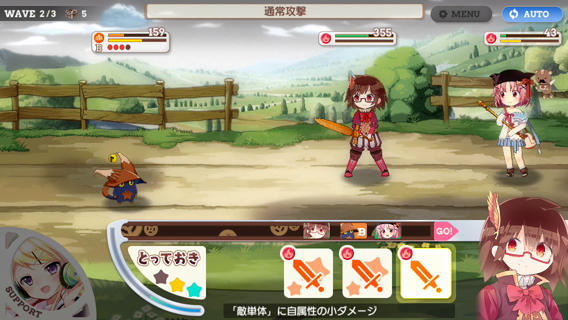 WAVE 2/3 5
通常攻撃
MENU
AUTO
159
B
355
43
B
GO!
とっておき
SUPPORT
「敵単体」に自属性の小ダメージ